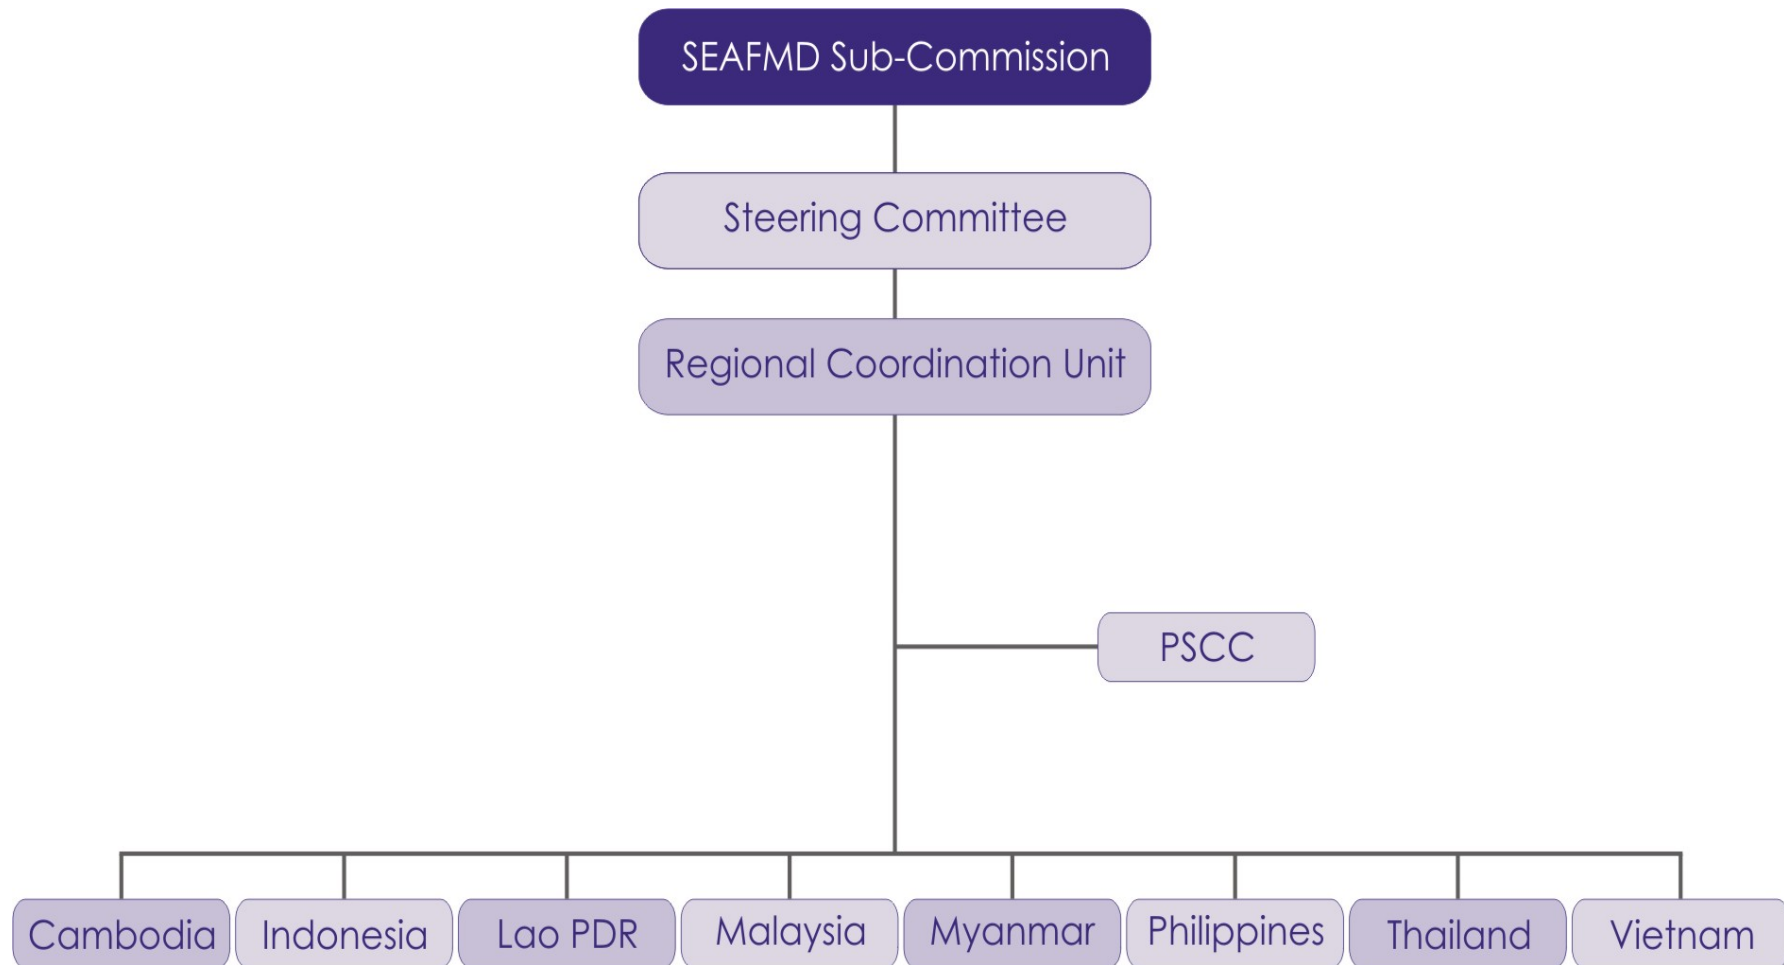 SEAFMD Sub-Commission
Steering Committee
Regional Coordination Unit
PSCC
Cambodia
Indonesia
Lao PDR
Malaysia
Myanmar
Philippines
Thailand
Vietnam